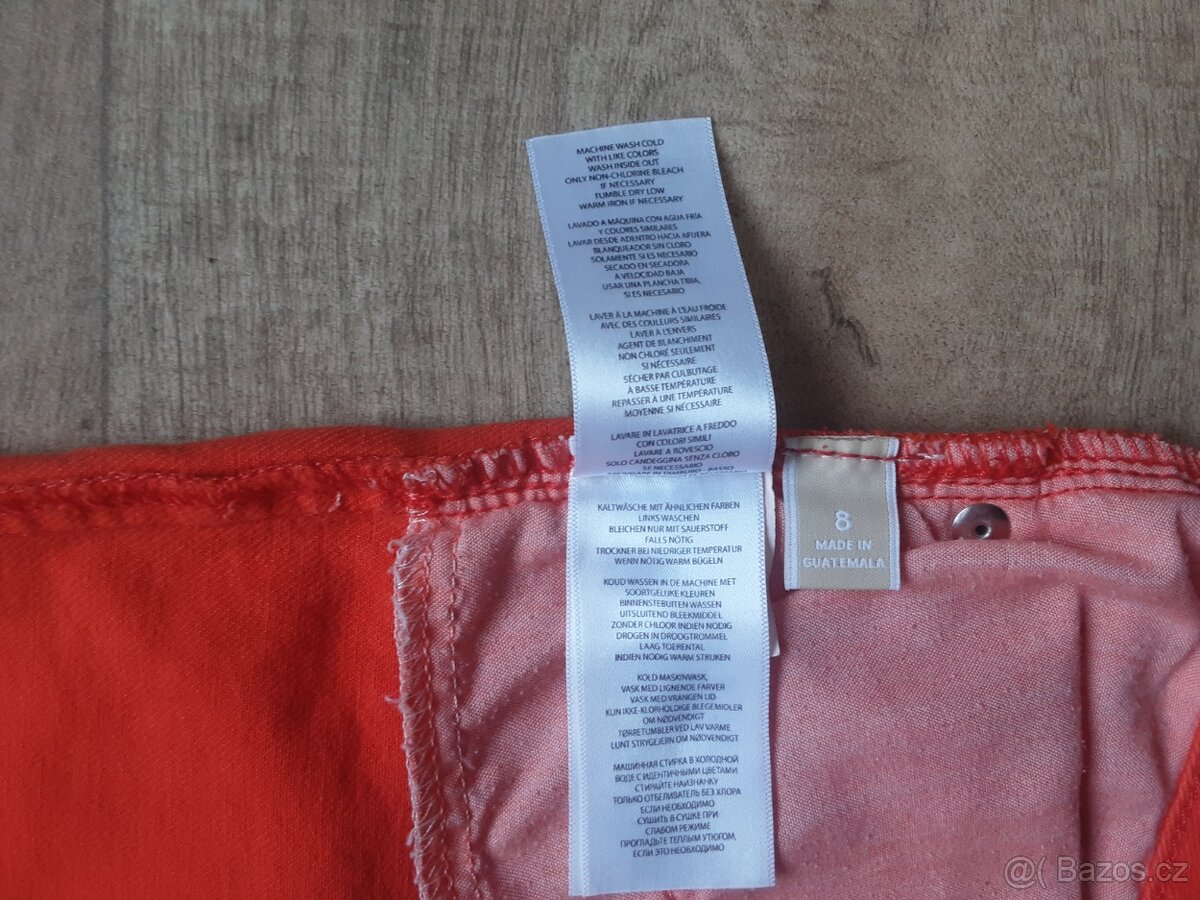 MACHINE WASH COLD
WITH LIKE COLORS
WASH INSIDE OUT
ONLY NON-CHLORINE BLEACH
IF NECESSARY
TUMBLE DRY LOW
WARM IRON IF NECESSARY
LAVADO A MÁQUINA CON AGUA FRÍA
Y COLORES SIMILARES
LAVAR DESDE ADENTRO HACIA AFUERA
BLANQUEADOR SIN CLORO
SOLAMENTE SI ES NECESARIO
SECADO EN SECADORA
A VELOCIDAD BAJA
USAR UNA PLANCHA TIBIA,
SI ES NECESARIO
LAVER À LA MACHINE À L'EAU FROIDE
AVEC DES COULEURS SIMILAIRES
LAVER À L'ENVERS
AGENT DE BLANCHIMENT
NON CHLORÉ SEULEMENT
SI NÉCESSAIRE
SÉCHER PAR CULBUTAGE
À BASSE TEMPÉRATURE
REPASSER À UNE TEMPÉRATURE
MOYENNE SI NÉCESSAIRE
LAVARE IN LAVATRICE A FREDDO
CON COLORI SIMILI
LAVARE A ROVESCIO
SOLO CANDEGGINA SENZA CLORO
SE NECESSARIO
ASCIUGARE IN TAMBURO BASSO
KALTWÄSCHE MIT ÄHNLICHEN FARBEN
LINKS WASCHEN
BLEICHEN NUR MIT SAUERSTOFF
FALLS NÖTIG
TROCKNER BEI NIEDRIGER TEMPERATUR
WENN NÖTIG WARM BÜGELN
KOUD WASSEN IN DE MACHINE MET
SOORTGELIJKE KLEUREN
BINNENSTEBUITEN WASSEN
UITSLUITEND BLEEKMIDDEL
ZONDER CHLOOR INDIEN NODIG
DROGEN IN DROOGTROMMEL
LAAG TOERENTAL
INDIEN NODIG WARM STRIJKEN
KOLD MASKINVASK,
VASK MED LIGNENDE FARVER
VASK MED VRANGEN UD
KUN IKKE-KLORHOLDIGE BLEGEMIDLER
OM NØDVENDIGT
TØRRETUMBLER VED LAV VARME
LUNT STRYGEJERN OM NØDVENDIGT
МАШИННАЯ СТИРКА В ХОЛОДНОЙ
ВОДЕ С ИДЕНТИЧНЫМИ ЦВЕТАМИ
СТИРАЙТЕ НАИЗНАНКУ
ТОЛЬКО ОТБЕЛИВАТЕЛЬ БЕЗ ХЛОРА
ЕСЛИ НЕОБХОДИМО
СУШИТЬ В СУШКЕ ПРИ
СЛАБОМ РЕЖИМЕ
ПРОГЛАДЬТЕ ТЕПЛЫМ УТЮГОМ,
ЕСЛИ ЭТО НЕОБХОДИМО
8
MADE IN
GUATEMALA
@( Bazos.cz